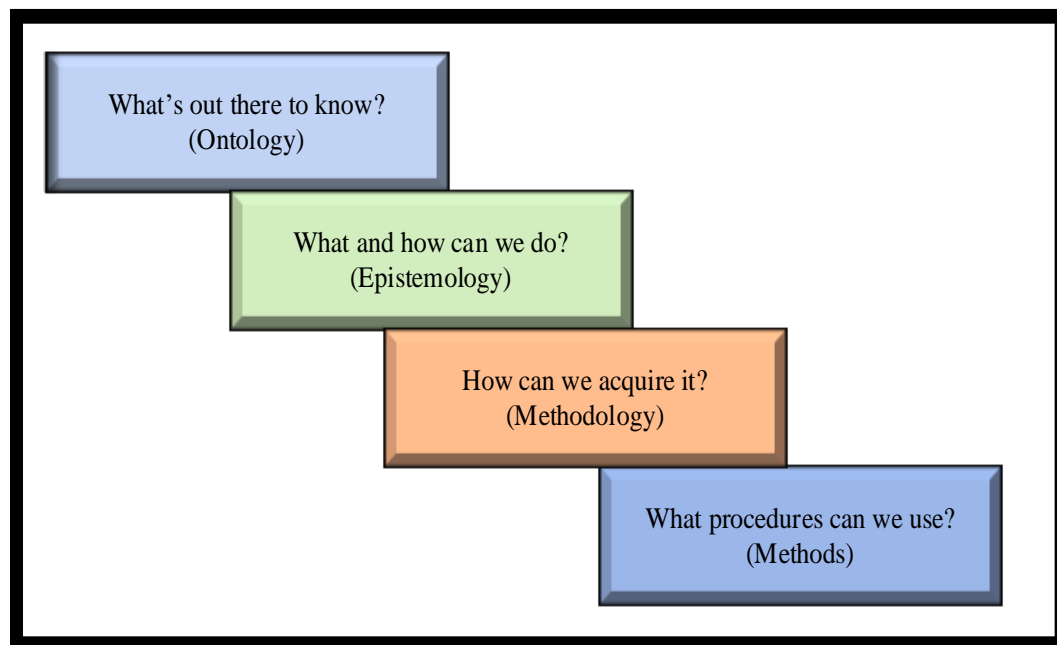 What’s out there to know?
(Ontology)
What and how can we do?
(Epistemology)
How can we acquire it?
(Methodology)
What procedures can we use?
(Methods)